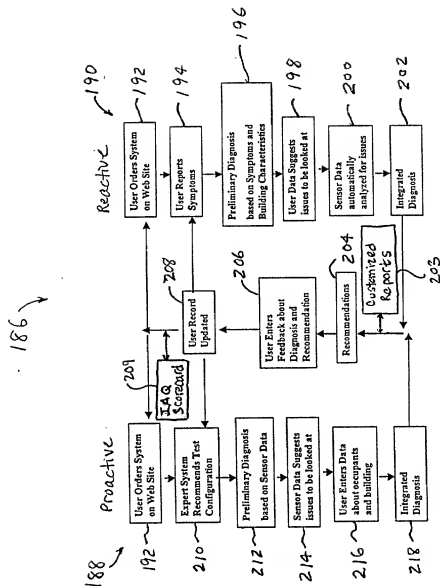 186
188
Proactive
192
User Orders System
on Web Site
210
Expert System
Recommends Test
Configuration
212
Preliminary Diagnosis
based on Sensor Data
214
Sensor Data Suggests
issues to be looked at
216
User Enters Data
about occupants
and building
218
Integrated
Diagnosis
209
IAQ
Scorecard
208
User Record
Updated
206
User Enters
Feedback about
Diagnosis and
Recommendation
204
Recommendations
Customized
Reports
203
Reactive
190
User Orders System
on Web Site
192
User Reports
Symptoms
194
Preliminary Diagnosis
based on Symptoms and
Building Characteristics
196
User Data Suggests
issues to be looked at
198
Sensor Data
automatically
analyzed for issues
200
Integrated
Diagnosis
202